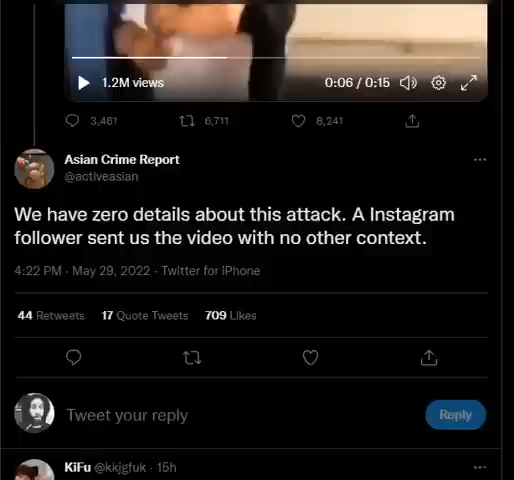 1.2M views 0:06 / 0:15
3,461 6,711 8,241
Asian Crime Report
@activeasian
We have zero details about this attack. A Instagram
follower sent us the video with no other context.
4:22 PM · May 29, 2022 · Twitter for iPhone
44 Retweets 17 Quote Tweets 709 Likes
Tweet your reply Reply
KiFu @kkjgfuk · 15h